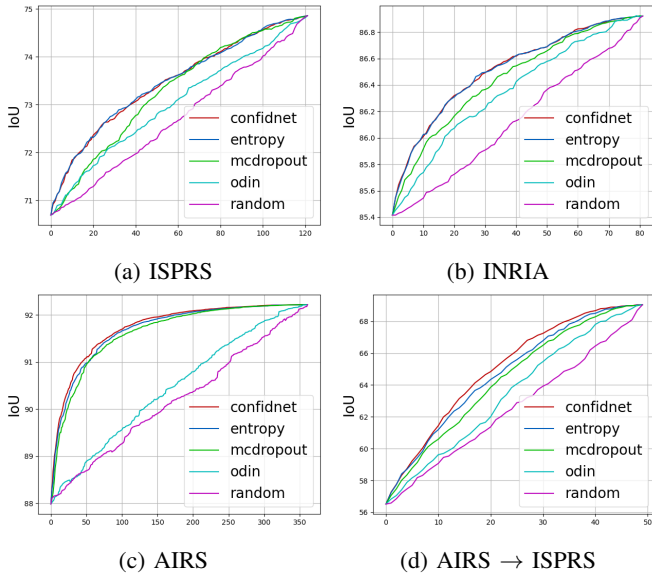 75
74
73
72
71
IoU
0 20 40 60 80 100 120
confidnet
entropy
mcdropout
odin
random
(a) ISPRS
86.8
86.6
86.4
86.2
86.0
85.8
85.6
85.4
IoU
0 10 20 30 40 50 60 70 80
confidnet
entropy
mcdropout
odin
random
(b) INRIA
92
91
90
89
88
IoU
0 50 100 150 200 250 300 350
confidnet
entropy
mcdropout
odin
random
(c) AIRS
68
66
64
62
60
58
56
IoU
0 10 20 30 40 50
confidnet
entropy
mcdropout
odin
random
(d) AIRS → ISPRS